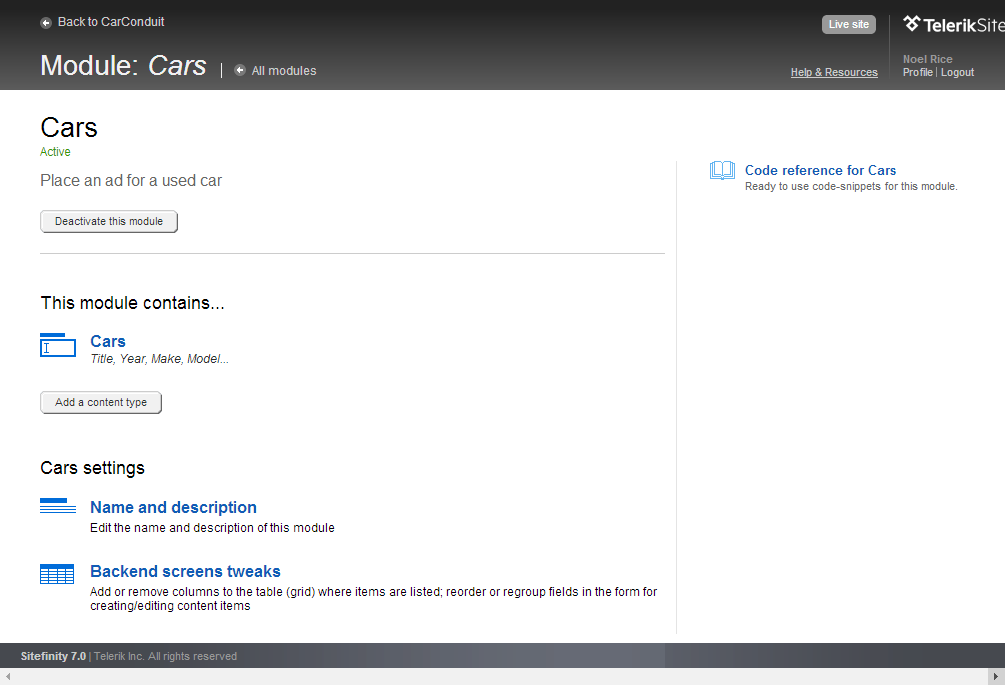 Back to CarConduit
Live site
TelerikSite
Module: Cars | All modules
Help & Resources
Noel Rice
Profile | Logout
Cars
Active
Place an ad for a used car
Deactivate this module
Code reference for Cars
Ready to use code-snippets for this module.
This module contains...
Cars
Title, Year, Make, Model...
Add a content type
Cars settings
Name and description
Edit the name and description of this module
Backend screens tweaks
Add or remove columns to the table (grid) where items are listed; reorder or regroup fields in the form for
creating/editing content items
Sitefinity 7.0 | Telerik Inc. All rights reserved